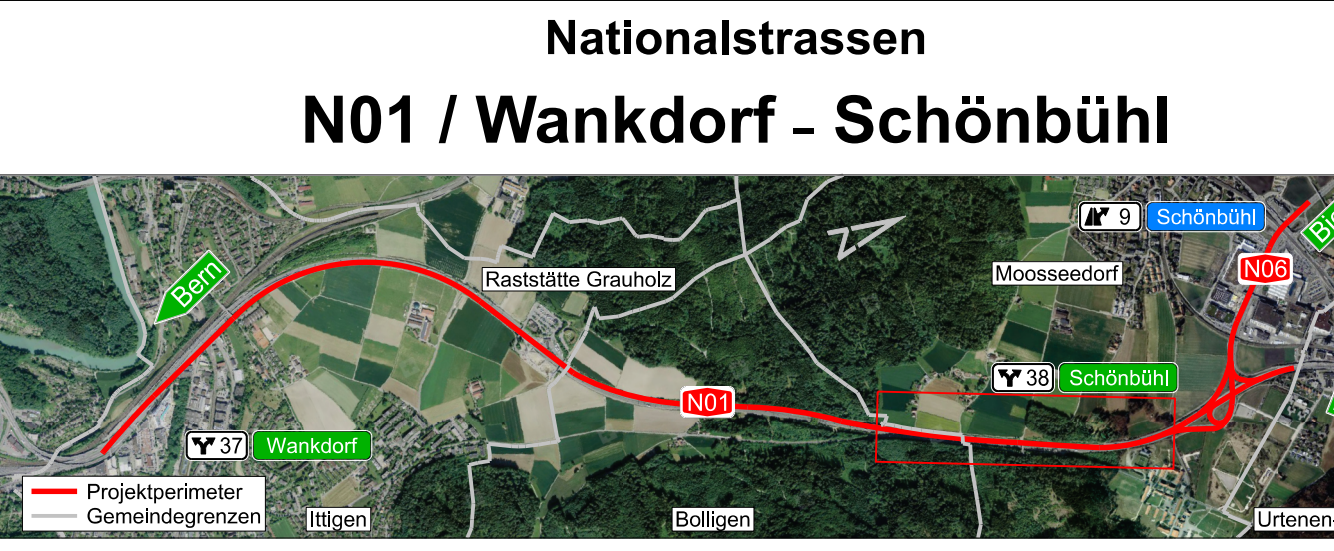 Nationalstrassen
N01 / Wankdorf - Schönbühl
9 Schönbühl
Bern
N06
Raststätte Grauholz
Moosseedorf
38 Schönbühl
N01
37 Wankdorf
Projektperimeter
Gemeindegrenzen
Ittigen
Bolligen
Urtenen-